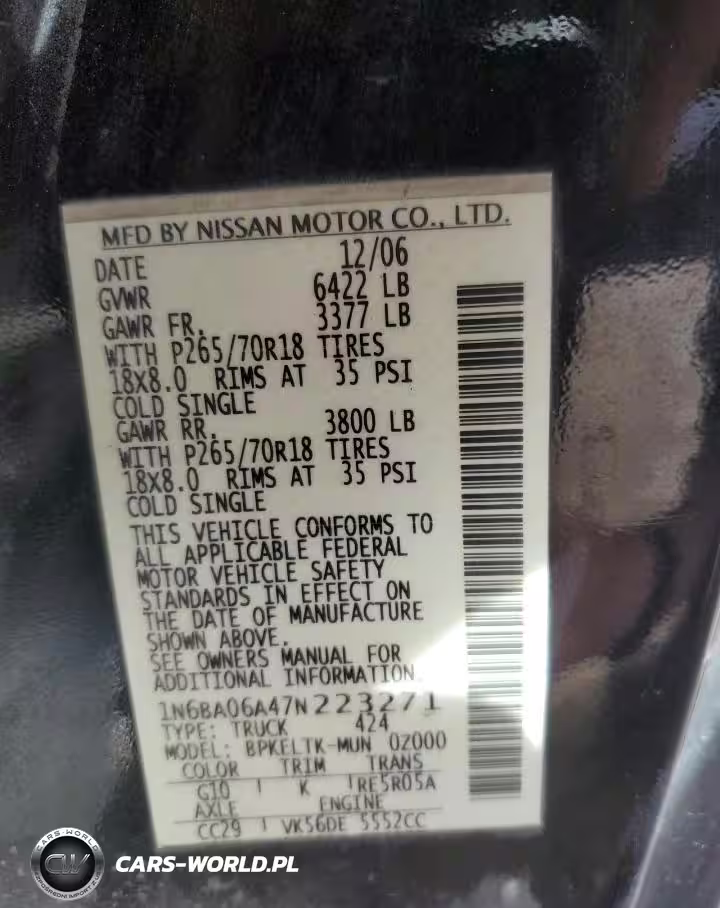 MFD BY NISSAN MOTOR CO., LTD.
DATE 12/06
GVWR 6422 LB
GAWR FR. 3377 LB
WITH P265/70R18 TIRES
18X8.0 RIMS AT 35 PSI
COLD SINGLE
GAWR RR. 3800 LB
WITH P265/70R18 TIRES
18X8.0 RIMS AT 35 PSI
COLD SINGLE
THIS VEHICLE CONFORMS TO
ALL APPLICABLE FEDERAL
MOTOR VEHICLE SAFETY
STANDARDS IN EFFECT ON
THE DATE OF MANUFACTURE
SHOWN ABOVE.
SEE OWNERS MANUAL FOR
ADDITIONAL INFORMATION.
1N6BA06A47N223271
TYPE: TRUCK 424
MODEL: BPKELTK-MUN 0Z000
COLOR TRIM TRANS
G10 K RE5R05A
AXLE ENGINE
CC29 VK56DE 5552CC
CARS-WORLD
CW
CARS-WORLD.PL